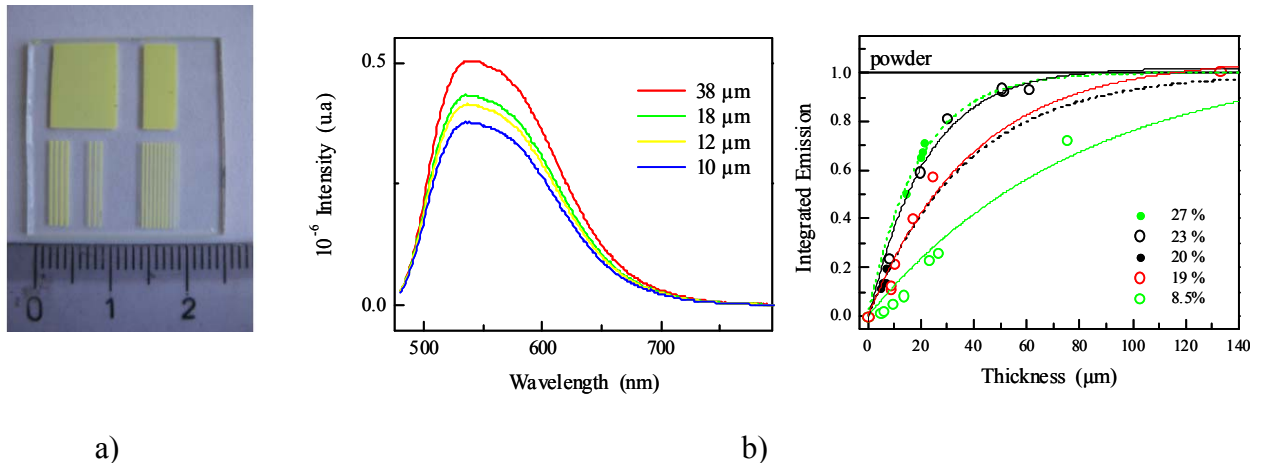 0 1 2
a)
10⁻⁶ Intensity (u.a)
0.5
0.0
500 600 700
Wavelength (nm)
38 µm
18 µm
12 µm
10 µm
Integrated Emission
powder
1.0
0.8
0.6
0.4
0.2
0.0
27 %
23 %
20 %
19 %
8.5%
0 20 40 60 80 100 120 140
Thickness (µm)
b)